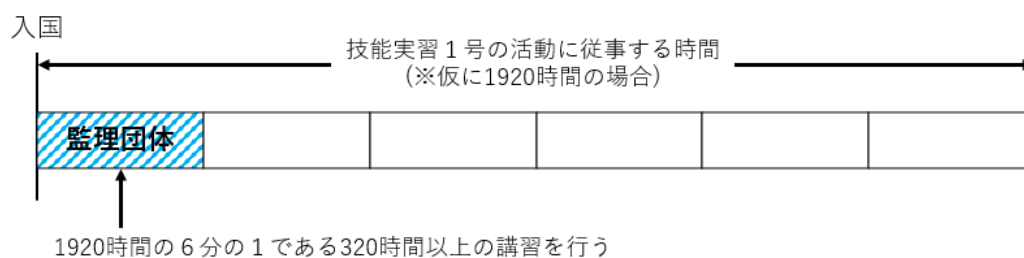 入国
技能実習１号の活動に従事する時間
(※仮に1920時間の場合)
監理団体
1920時間の６分の１である320時間以上の講習を行う